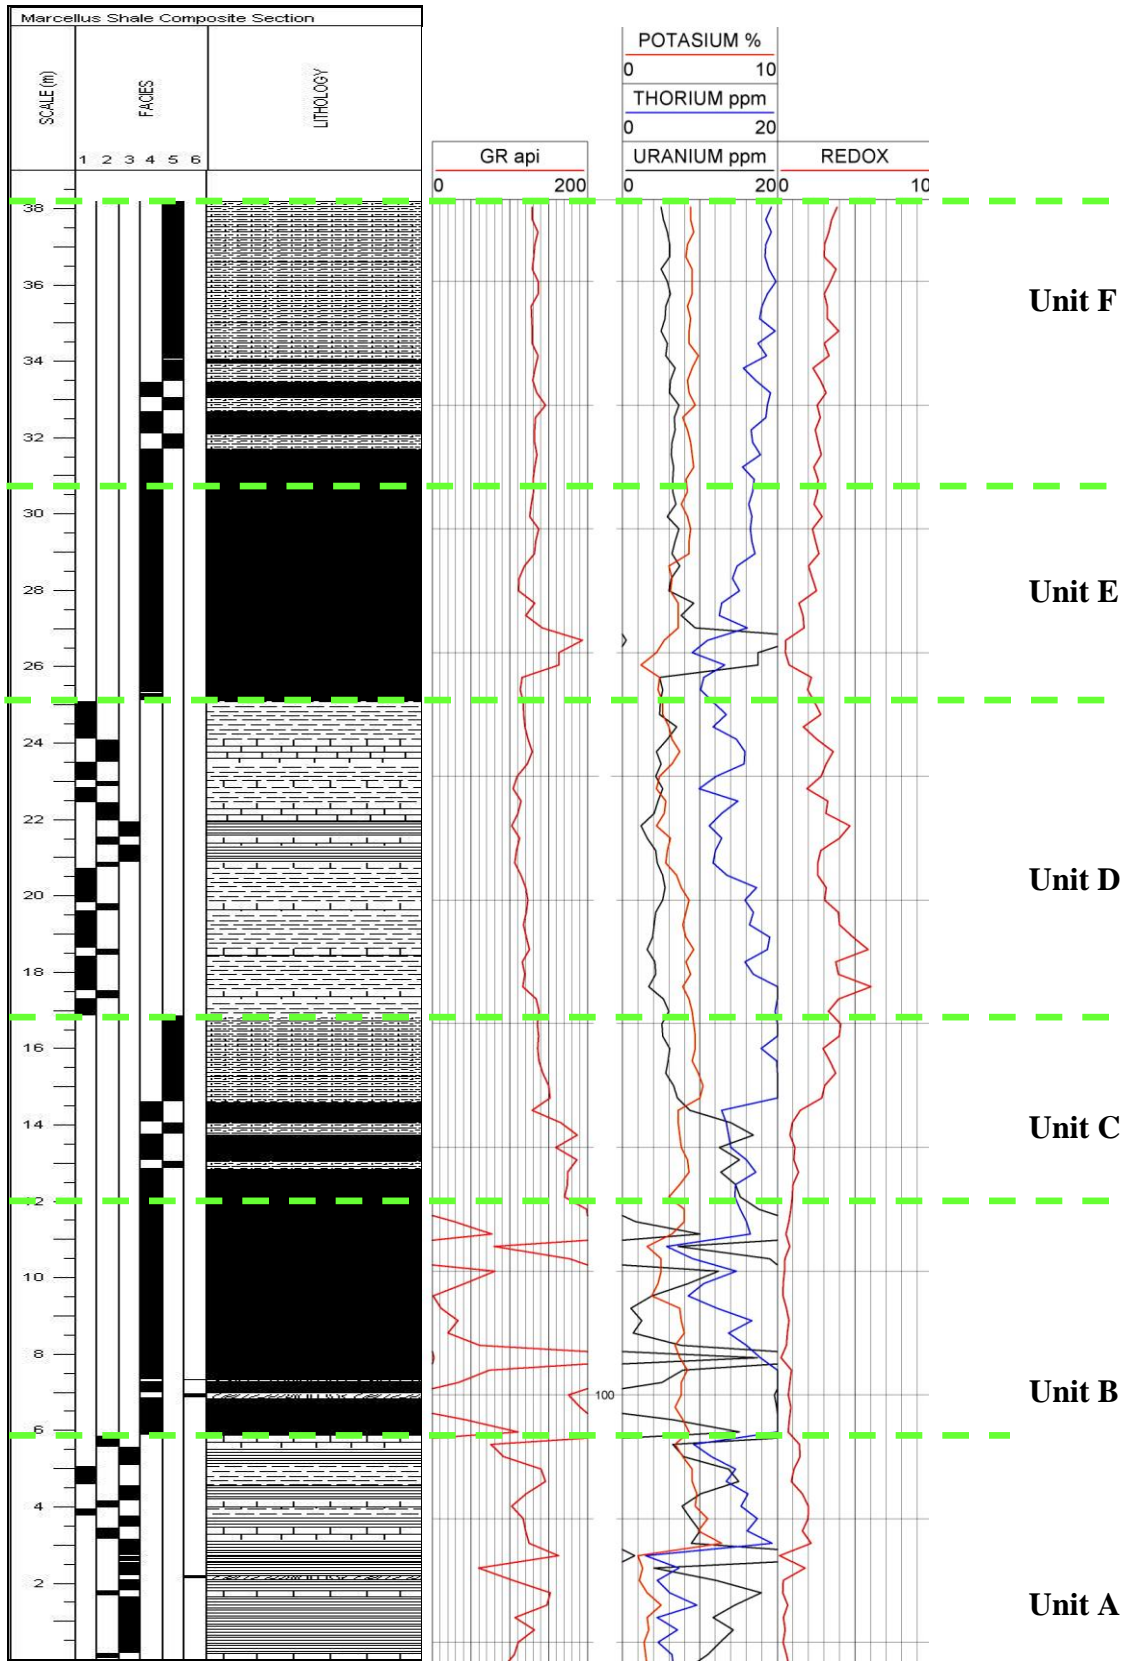 Marcellus Shale Composite Section
SCALE (m)
FACIES
LITHOLOGY
1 2 3 4 5 6
POTASIUM %
0 10
THORIUM ppm
0 20
GR api
URANIUM ppm
REDOX
0 200
0 20
0 10
38
36
Unit F
34
32
30
28
Unit E
26
24
22
20
Unit D
18
16
14
Unit C
12
10
8
100
Unit B
6
4
2
Unit A